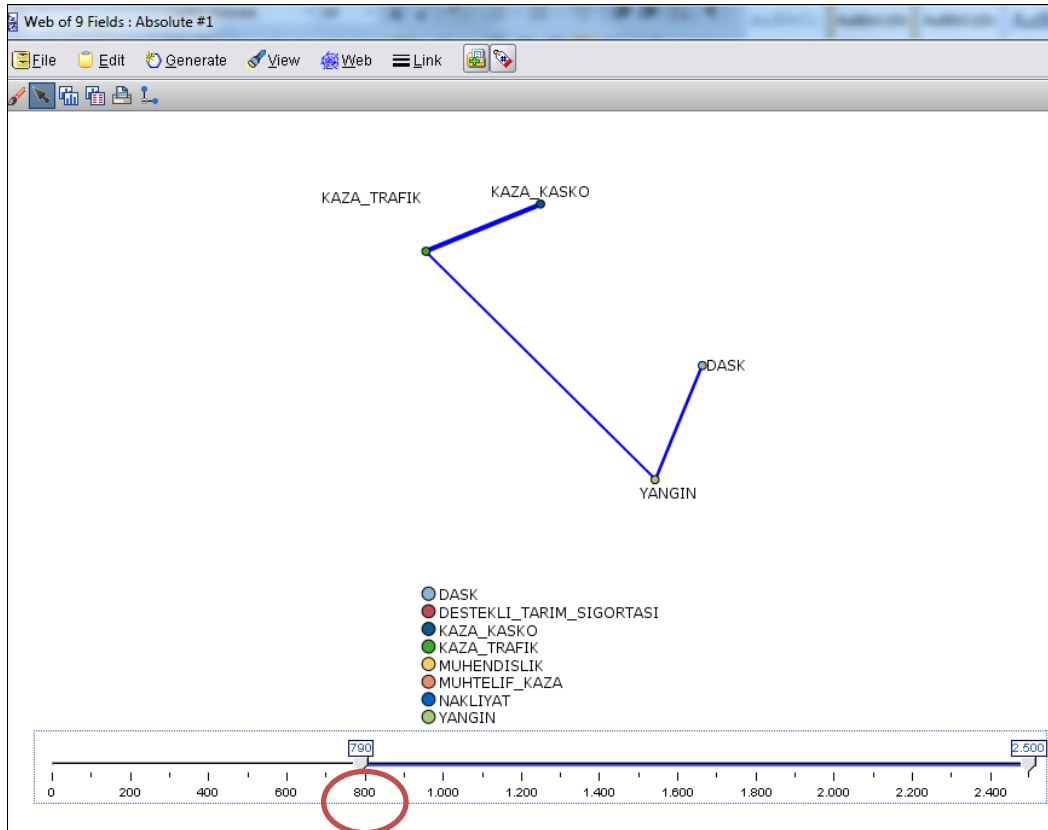 Web of 9 Fields : Absolute #1
File Edit Generate View Web Link
KAZA_TRAFIK KAZA_KASKO
DASK
YANGIN
DASK
DESTEKLI_TARIM_SIGORTASI
KAZA_KASKO
KAZA_TRAFIK
MUHENDISLIK
MUHTELIF_KAZA
NAKLIYAT
YANGIN
790 2.500
0 200 400 600 800 1.000 1.200 1.400 1.600 1.800 2.000 2.200 2.400